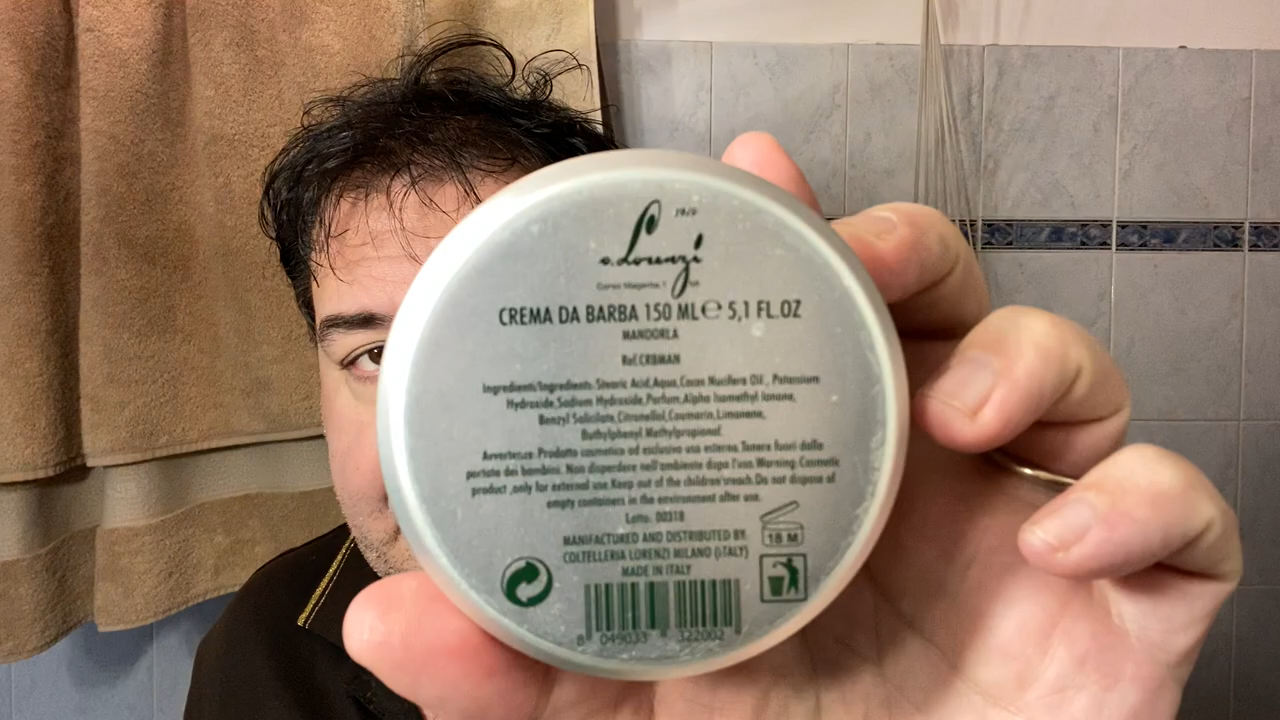 1919
o. Lorenzi
Corso Magenta, 1
CREMA DA BARBA 150 ML ℮ 5,1 FL.OZ
MANDORLA
Ref.CRBMAN
Ingredienti/Ingredients: Stearic Acid,Aqua,Cocos Nucifera Oil , Potassium
Hydroxide,Sodium Hydroxide,Parfum,Alpha Isomethyl Ionone,
Benzyl Salicilate,Citronellol,Coumarin,Limonene,
Buthylphenyl Methylpropional.
Avvertenze: Prodotto cosmetico ad esclusivo uso esterno.Tenere fuori dalla
portata dei bambini. Non disperdere nell'ambiente dopo l'uso.Warning: Cosmetic
product ,only for external use.Keep out of the children'sreach.Do not dispose of
empty containers in the environment after use.
Lotto: 00318
18 M
MANIFACTURED AND DISTRIBUTED BY
COLTELLERIA LORENZI MILANO (ITALY)
MADE IN ITALY
8 049033 322002